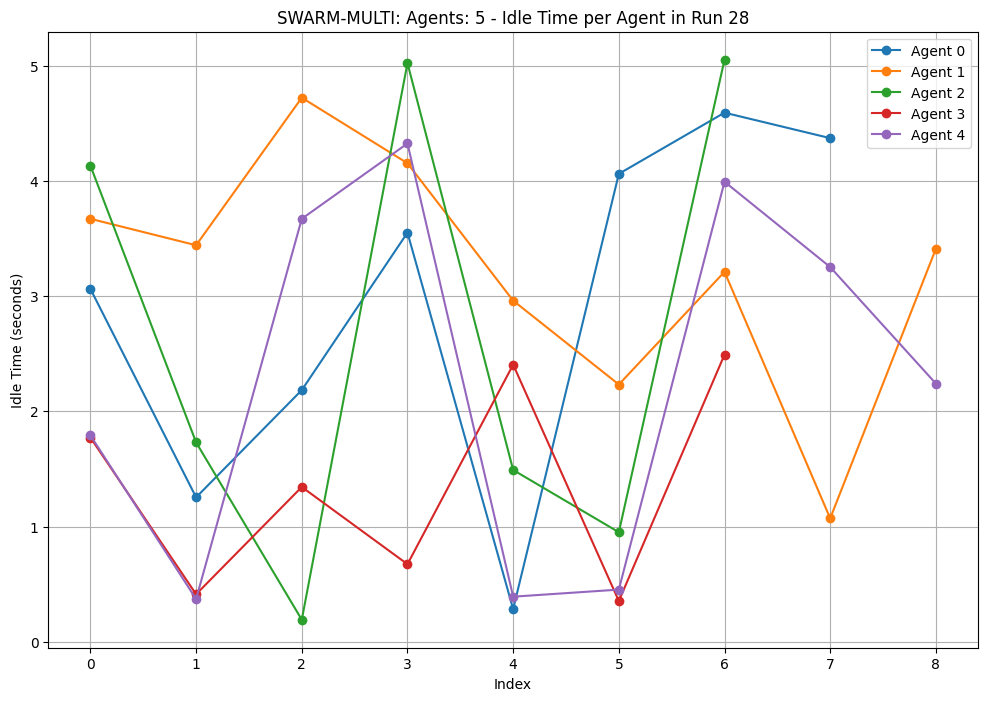 SWARM-MULTI: Agents: 5 - Idle Time per Agent in Run 28
Agent 0
Agent 1
Agent 2
Agent 3
Agent 4
Idle Time (seconds)
5
4
3
2
1
0
0 1 2 3 4 5 6 7 8
Index